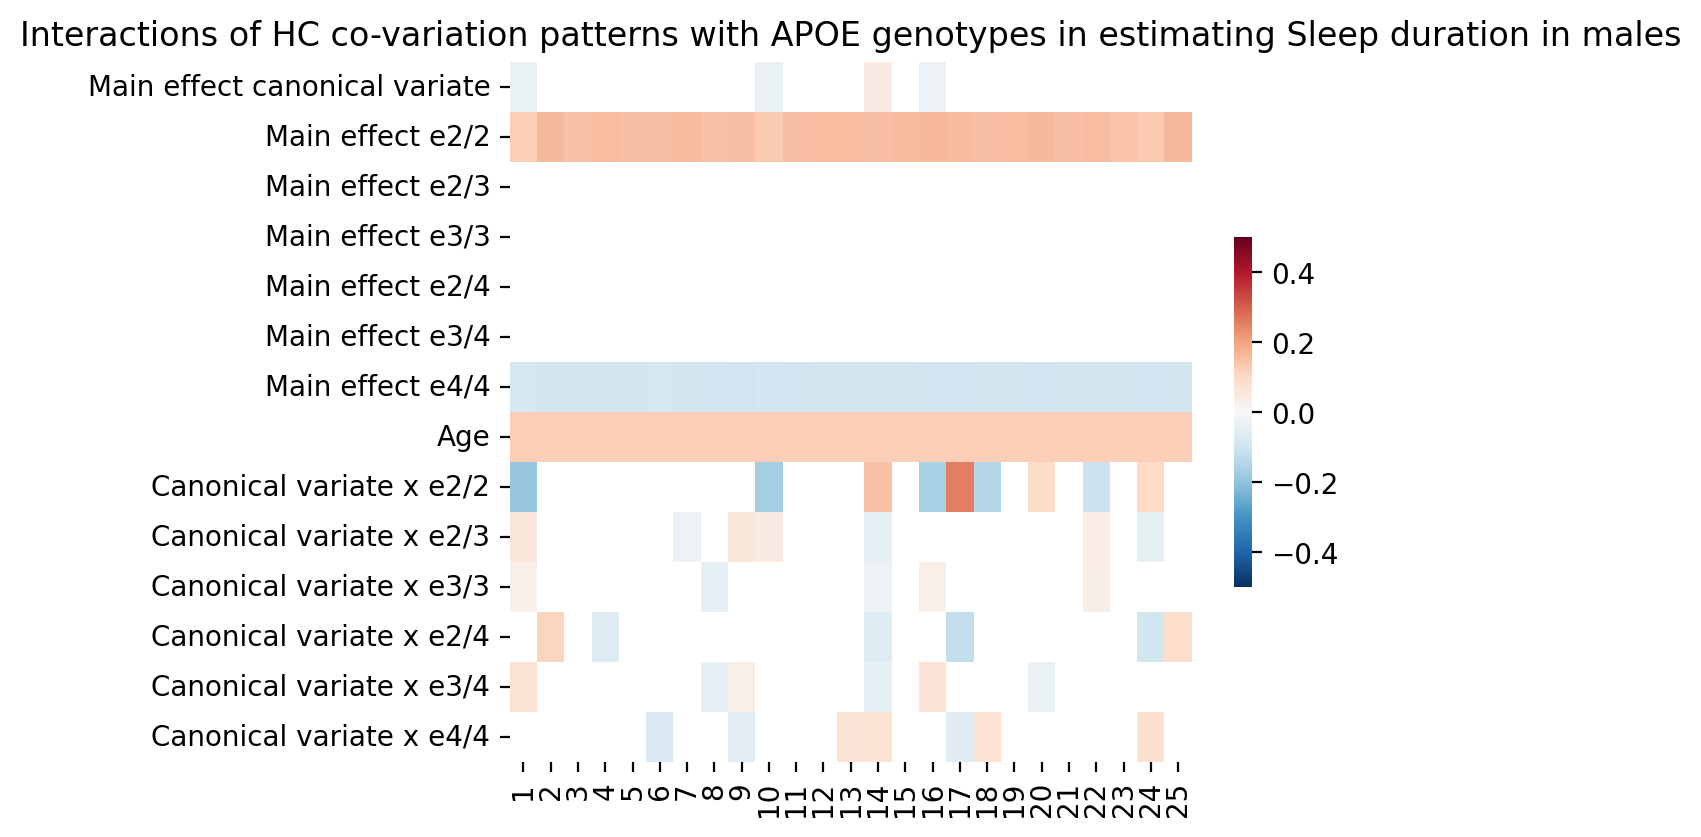 Interactions of HC co-variation patterns with APOE genotypes in estimating Sleep duration in males
Main effect canonical variate
Main effect e2/2
Main effect e2/3
Main effect e3/3
Main effect e2/4
Main effect e3/4
Main effect e4/4
Age
Canonical variate x e2/2
Canonical variate x e2/3
Canonical variate x e3/3
Canonical variate x e2/4
Canonical variate x e3/4
Canonical variate x e4/4
1 2 3 4 5 6 7 8 9 10 11 12 13 14 15 16 17 18 19 20 21 22 23 24 25
0.4
0.2
0.0
−0.2
−0.4